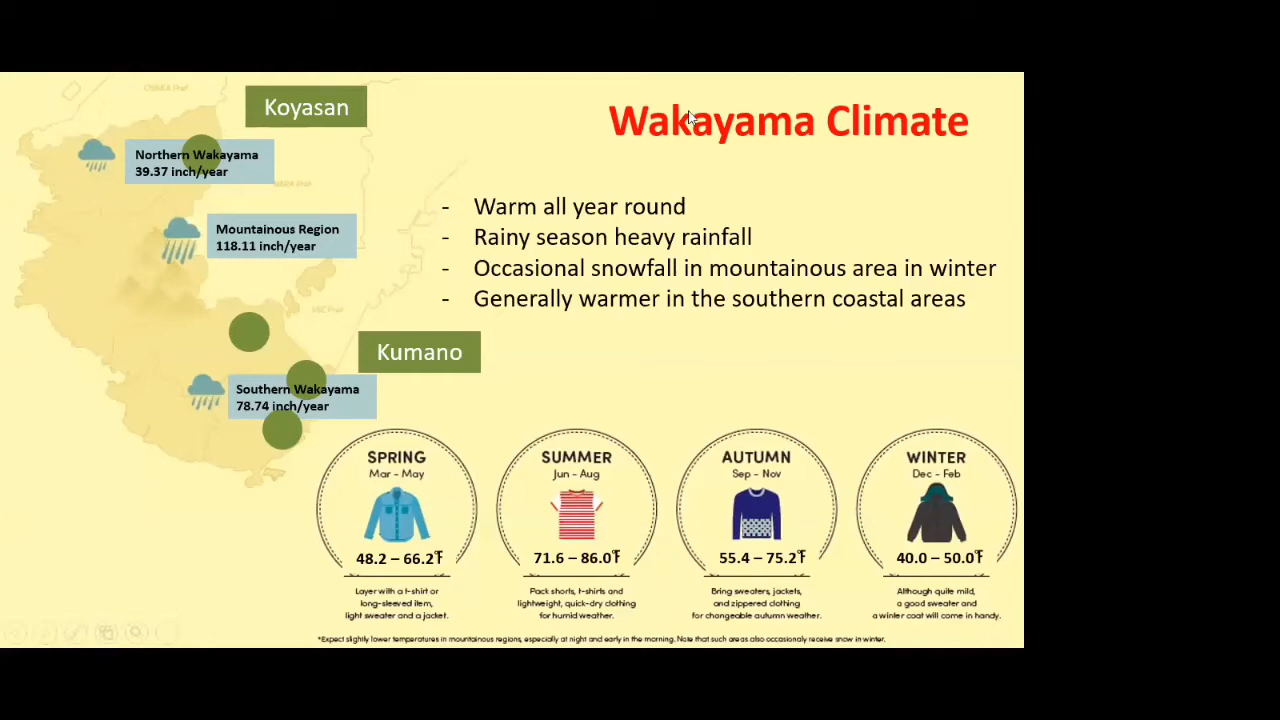 Wakayama Climate
Koyasan
Northern Wakayama
39.37 inch/year
Mountainous Region
118.11 inch/year
- Warm all year round
- Rainy season heavy rainfall
- Occasional snowfall in mountainous area in winter
- Generally warmer in the southern coastal areas
Kumano
Southern Wakayama
78.74 inch/year
SPRING
Mar - May
48.2 – 66.2℉
Layer with a t-shirt or
long-sleeved item,
light sweater and a jacket.
SUMMER
Jun - Aug
71.6 – 86.0℉
Pack shorts, t-shirts and
lightweight, quick-dry clothing
for humid weather.
AUTUMN
Sep - Nov
55.4 – 75.2℉
Bring sweaters, jackets,
and zippered clothing
for changeable autumn weather.
WINTER
Dec - Feb
40.0 – 50.0℉
Although quite mild,
a good sweater and
a winter coat will come in handy.
*Expect slightly lower temperatures in mountainous regions, especially at night and early in the morning. Note that such areas also occasionaly receive snow in winter.